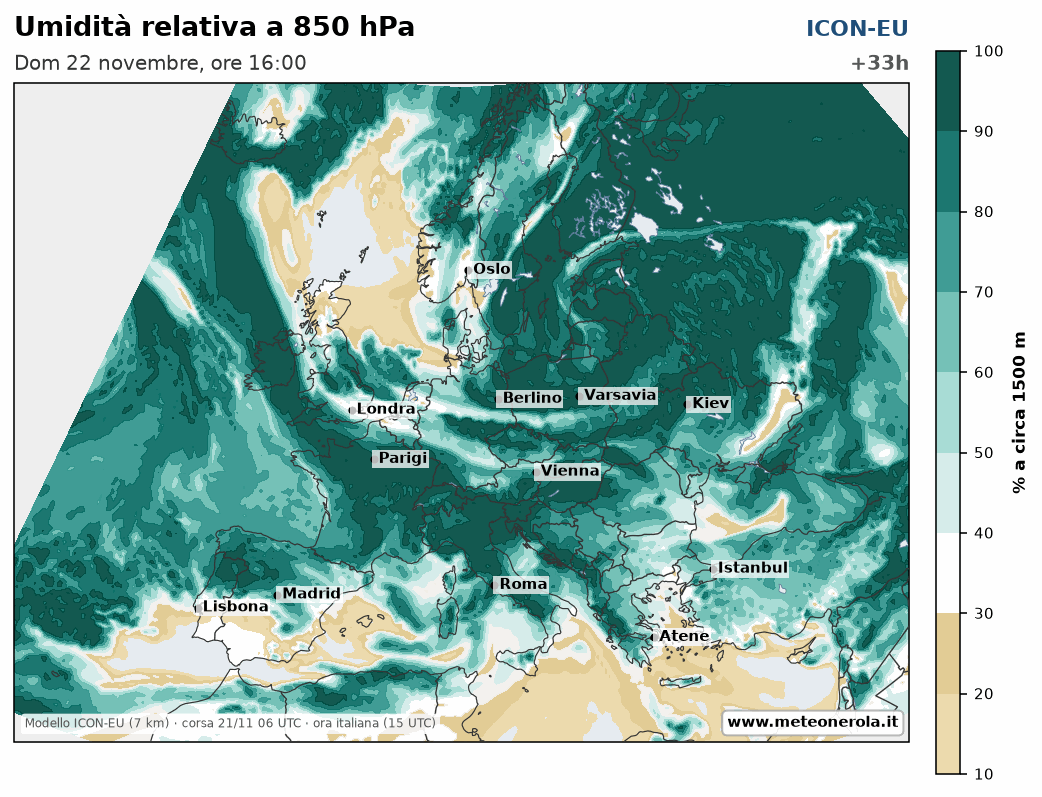 Umidità relativa a 850 hPa
ICON-EU
Dom 22 novembre, ore 16:00
+33h
100
90
80
70
60
50
40
30
20
10
% a circa 1500 m
Oslo
Berlino
Varsavia
Kiev
Londra
Parigi
Vienna
Istanbul
Roma
Madrid
Lisbona
Atene
Modello ICON-EU (7 km) · corsa 21/11 06 UTC · ora italiana (15 UTC)
www.meteonerola.it